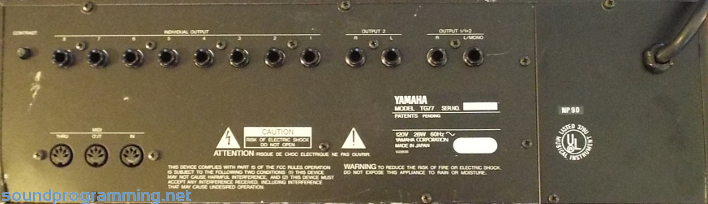 CONTRAST
INDIVIDUAL OUTPUT
8 7 6 5 4 3 2 1
OUTPUT 2
R L
OUTPUT 1/1+2
R L/MONO
YAMAHA
MODEL TG77 SER.NO.
PATENTS PENDING
120V 28W 60Hz
YAMAHA CORPORATION
MADE IN JAPAN
MIDI
THRU OUT IN
CAUTION
RISK OF ELECTRIC SHOCK
DO NOT OPEN
ATTENTION RISQUE DE CHOC ELECTRIQUE NE PAS OUVRIR.
THIS DEVICE COMPLIES WITH PART 15 OF THE FCC RULES OPERATION
IS SUBJECT TO THE FOLLOWING TWO CONDITIONS: (1) THIS DEVICE
MAY NOT CAUSE HARMFUL INTERFERENCE, AND (2) THIS DEVICE MUST
ACCEPT ANY INTERFERENCE RECEIVED, INCLUDING INTERFERENCE
THAT MAY CAUSE UNDESIRED OPERATION.
WARNING TO REDUCE THE RISK OF FIRE OR ELECTRIC SHOCK,
DO NOT EXPOSE THIS APPLIANCE TO RAIN OR MOISTURE.
NP 90
UL
LISTED
MUSICAL INSTRUMENT
soundprogramming.net